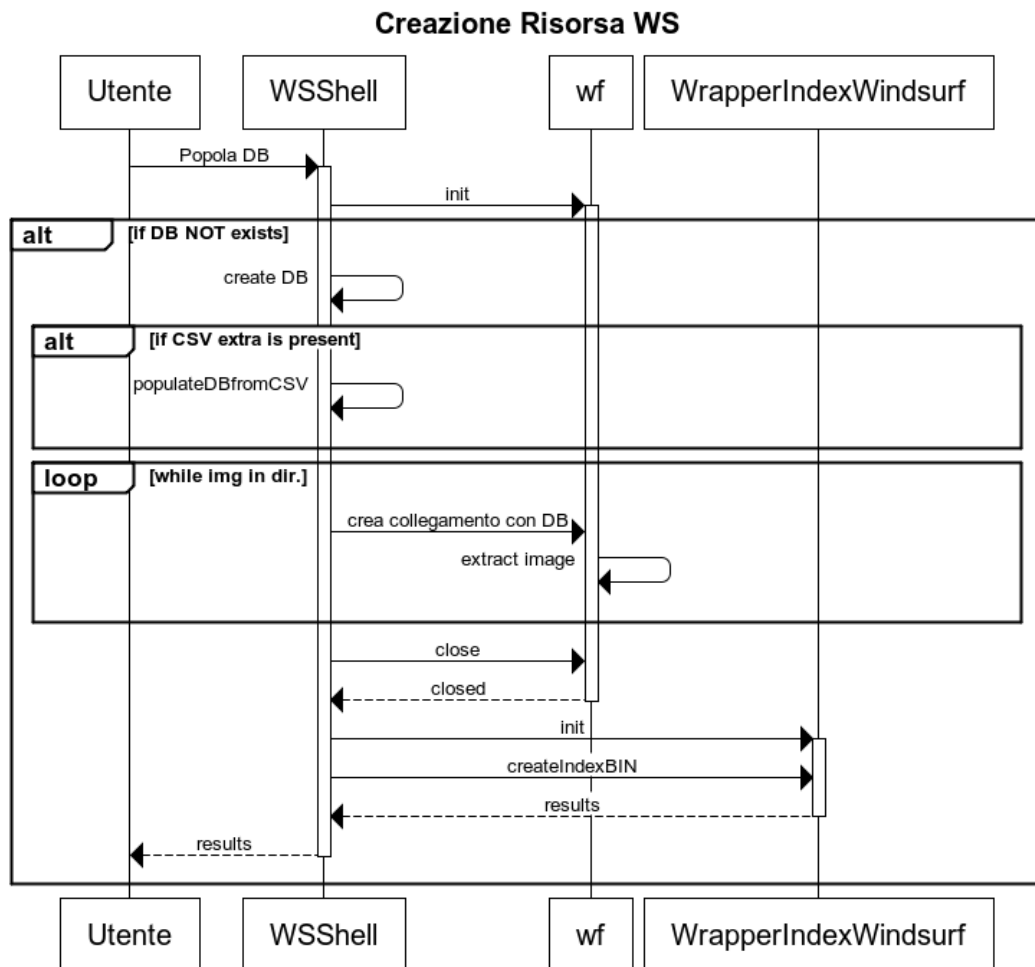 Creazione Risorsa WS
Utente WSShell wf WrapperIndexWindsurf
Popola DB
init
alt [if DB NOT exists]
create DB
alt [if CSV extra is present]
populateDBfromCSV
loop [while img in dir.]
crea collegamento con DB
extract image
close
closed
init
createIndexBIN
results
results
Utente WSShell wf WrapperIndexWindsurf